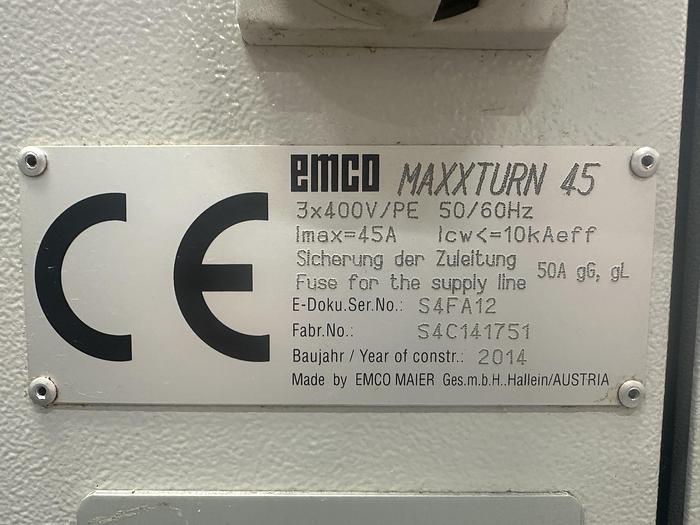 CE
emco MAXXTURN 45
3x400V/PE 50/60Hz
Imax=45A Icw<=10kAeff
Sicherung der Zuleitung
Fuse for the supply line 50A gG, gL
E-Doku.Ser.No.: S4FA12
Fabr.No.: S4C141751
Baujahr / Year of constr.: 2014
Made by EMCO MAIER Ges.m.b.H..Hallein/AUSTRIA